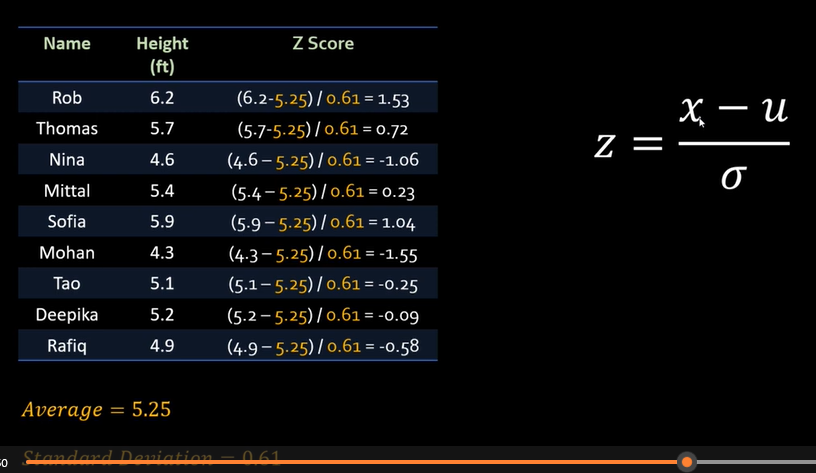 Name Height (ft) Z Score
Rob 6.2 (6.2-5.25) / 0.61 = 1.53
Thomas 5.7 (5.7-5.25) / 0.61 = 0.72
Nina 4.6 (4.6 – 5.25) / 0.61 = -1.06
Mittal 5.4 (5.4 – 5.25) / 0.61 = 0.23
Sofia 5.9 (5.9 – 5.25) / 0.61 = 1.04
Mohan 4.3 (4.3 – 5.25) / 0.61 = -1.55
Tao 5.1 (5.1 – 5.25) / 0.61 = -0.25
Deepika 5.2 (5.2 – 5.25) / 0.61 = -0.09
Rafiq 4.9 (4.9 – 5.25) / 0.61 = -0.58
z = (x − u) / σ
Average = 5.25
Standard Deviation = 0.61